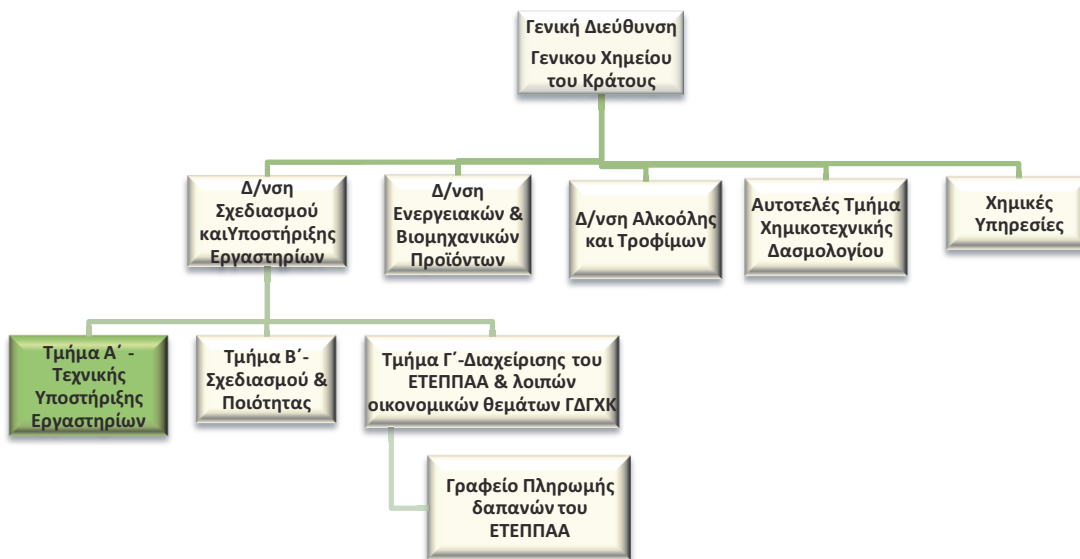 Γενική Διεύθυνση
Γενικου Χημείου
του Κράτους
Δ/νση
Σχεδιασμού
καιΥποστήριξης
Εργαστηρίων
Δ/νση
Ενεργειακών &
Βιομηχανικών
Προϊόντων
Δ/νση Αλκοόλης
και Τροφίμων
Αυτοτελές Τμήμα
Χημικοτεχνικής
Δασμολογίου
Χημικές
Υπηρεσίες
Τμήμα Α΄ -
Τεχνικής
Υποστήριξης
Εργαστηρίων
Τμήμα Β΄-
Σχεδιασμού &
Ποιότητας
Τμήμα Γ΄-Διαχείρισης του
ΕΤΕΠΠΑΑ & λοιπών
οικονομικών θεμάτων ΓΔΓΧΚ
Γραφείο Πληρωμής
δαπανών του
ΕΤΕΠΠΑΑ